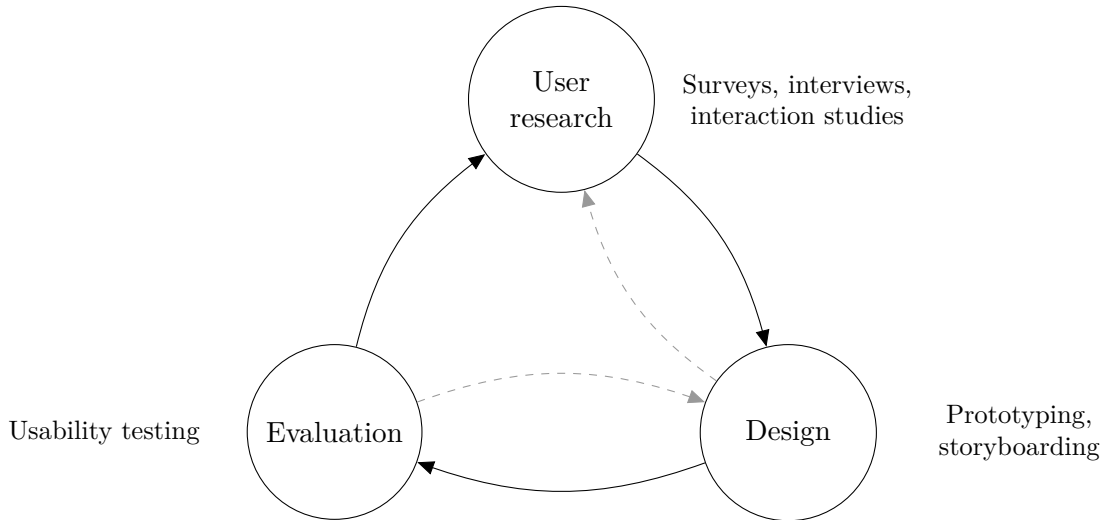 User
research
Surveys, interviews,
interaction studies
Usability testing
Evaluation
Design
Prototyping,
storyboarding